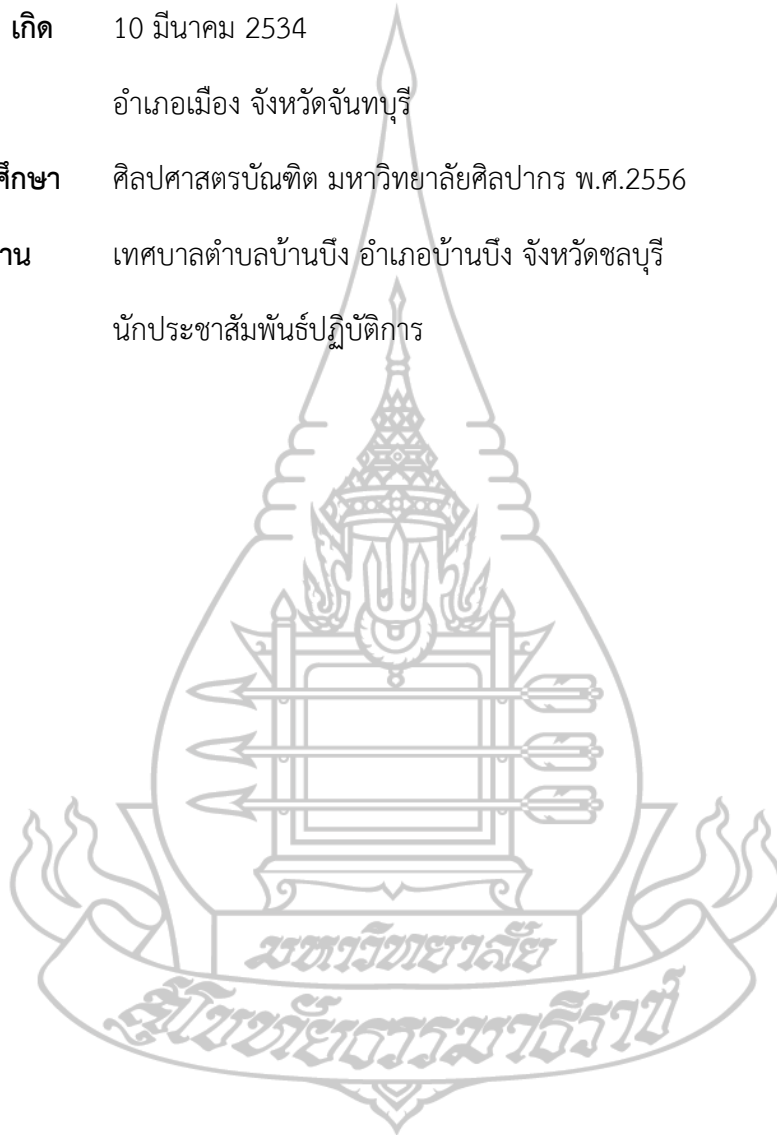 เกิด 10 มีนาคม 2534
อำเภอเมือง จังหวัดจันทบุรี
ศึกษา ศิลปศาสตรบัณฑิต มหาวิทยาลัยศิลปากร พ.ศ.2556
าน เทศบาลตำบลบ้านบึง อำเภอบ้านบึง จังหวัดชลบุรี
นักประชาสัมพันธ์ปฏิบัติการ
มหาวิทยาลัย
สุโขทัยธรรมาธิราช